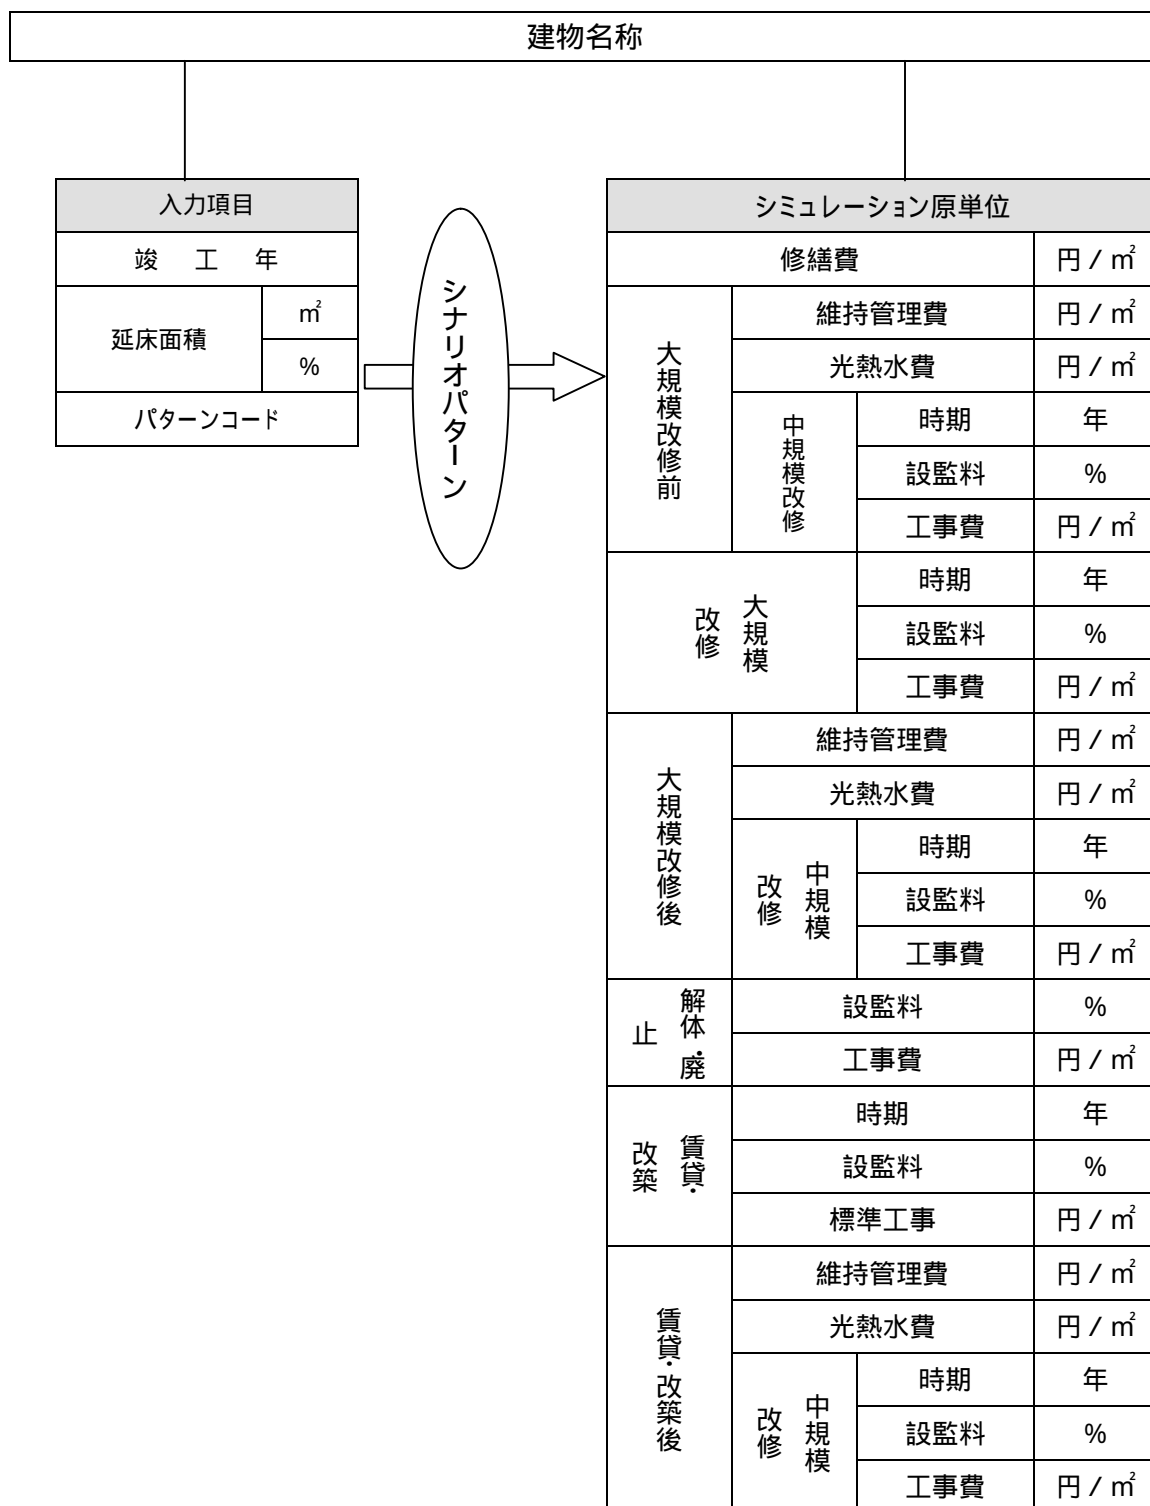 建物名称
入力項目
竣 工 年
延床面積
㎡
%
パターンコード
シナリオパターン
シミュレーション原単位
修繕費
円 / ㎡
大規模改修前
維持管理費
円 / ㎡
光熱水費
円 / ㎡
中規模改修
時期
年
設監料
%
工事費
円 / ㎡
大規模
改修
時期
年
設監料
%
工事費
円 / ㎡
大規模改修後
維持管理費
円 / ㎡
光熱水費
円 / ㎡
中規模
改修
時期
年
設監料
%
工事費
円 / ㎡
解体・廃
止
設監料
%
工事費
円 / ㎡
賃貸・
改築
時期
年
設監料
%
標準工事
円 / ㎡
賃貸・改築後
維持管理費
円 / ㎡
光熱水費
円 / ㎡
中規模
改修
時期
年
設監料
%
工事費
円 / ㎡